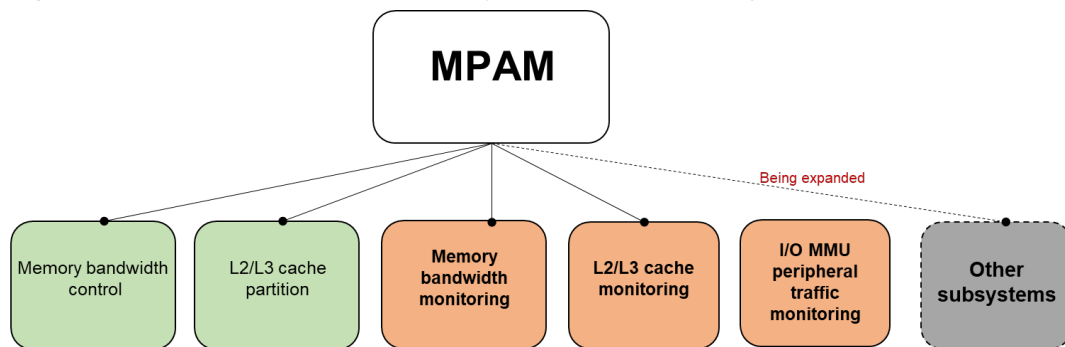 MPAM
Being expanded
Memory bandwidth
control
L2/L3 cache
partition
Memory
bandwidth
monitoring
L2/L3 cache
monitoring
I/O MMU
peripheral
traffic
monitoring
Other
subsystems